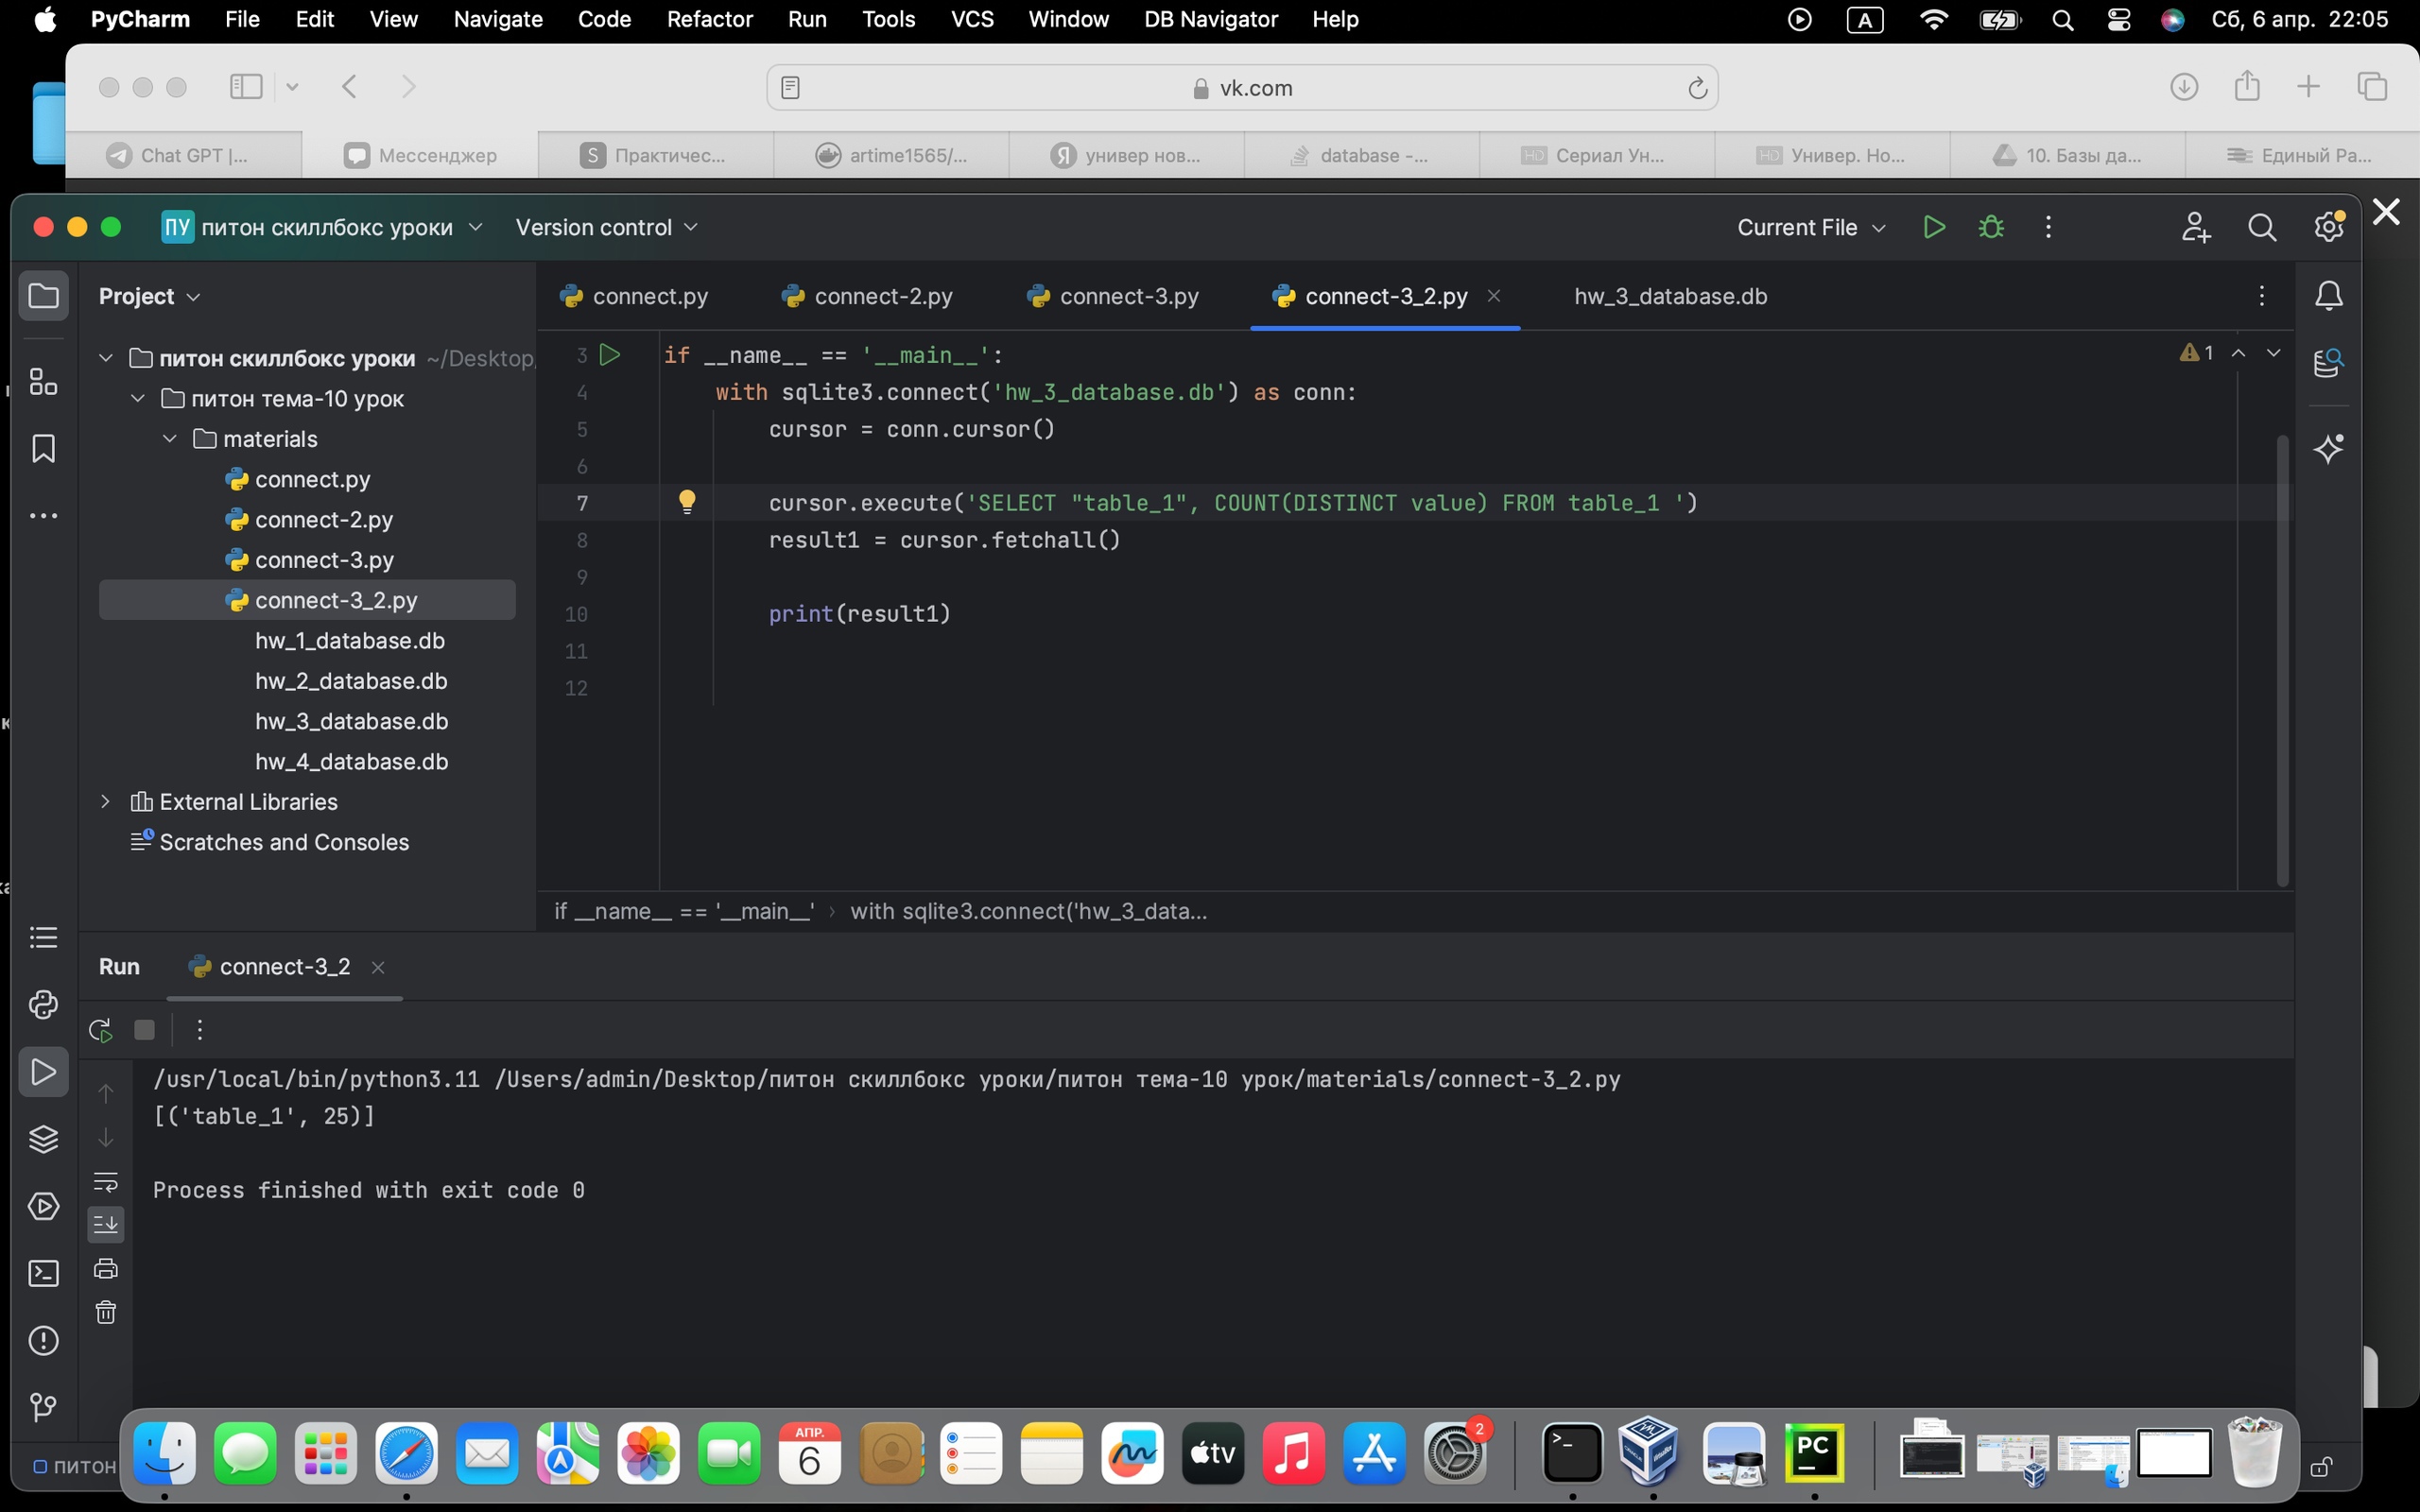 PyCharm File Edit View Navigate Code Refactor Run Tools VCS Window DB Navigator Help A Сб, 6 апр. 22:05
vk.com
Chat GPT |... Мессенджер S Практичес... artime1565/... Я универ нов... database -... HD Сериал Ун... HD Универ. Но... 10. Базы да... Единый Ра...
ПУ питон скиллбокс уроки Version control Current File
Project
connect.py connect-2.py connect-3.py connect-3_2.py hw_3_database.db
питон скиллбокс уроки ~/Desktop/
питон тема-10 урок
materials
connect.py
connect-2.py
connect-3.py
connect-3_2.py
hw_1_database.db
hw_2_database.db
hw_3_database.db
hw_4_database.db
External Libraries
Scratches and Consoles
1
3 if __name__ == '__main__':
4 with sqlite3.connect('hw_3_database.db') as conn:
5 cursor = conn.cursor()
6
7 cursor.execute('SELECT "table_1", COUNT(DISTINCT value) FROM table_1 ')
8 result1 = cursor.fetchall()
9
10 print(result1)
11
12
if __name__ == '__main__' › with sqlite3.connect('hw_3_data...
Run connect-3_2
/usr/local/bin/python3.11 /Users/admin/Desktop/питон скиллбокс уроки/питон тема-10 урок/materials/connect-3_2.py
[('table_1', 25)]
Process finished with exit code 0
питон
АПР.
6
tv
2
PC